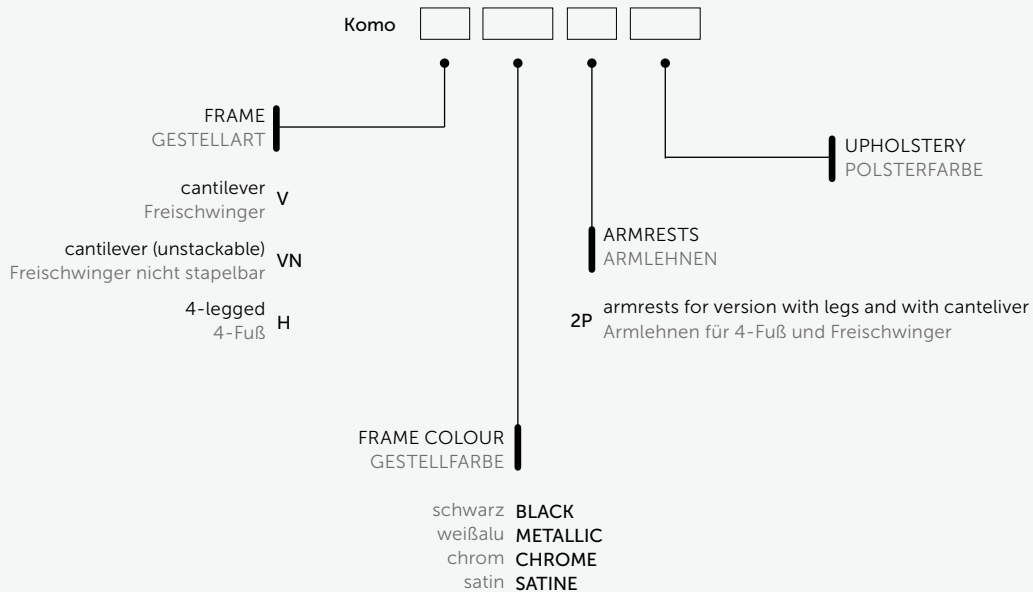 Komo
FRAME
GESTELLART
cantilever
Freischwinger
V
cantilever (unstackable)
Freischwinger nicht stapelbar
VN
4-legged
4-Fuß
H
FRAME COLOUR
GESTELLFARBE
schwarz BLACK
weißalu METALLIC
chrom CHROME
satin SATINE
ARMRESTS
ARMLEHNEN
2P
armrests for version with legs and with canteliver
Armlehnen für 4-Fuß und Freischwinger
UPHOLSTERY
POLSTERFARBE